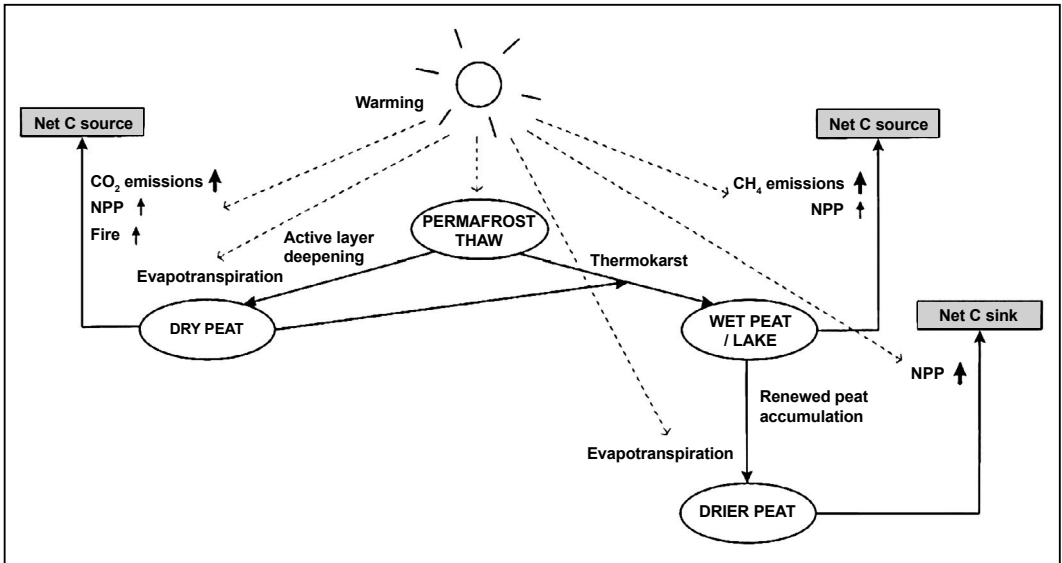 Warming
Net C source
Net C source
CO₂ emissions
NPP
Fire
CH₄ emissions
NPP
PERMAFROST
THAW
Active layer
deepening
Evapotranspiration
Thermokarst
DRY PEAT
WET PEAT
/ LAKE
Net C sink
NPP
Renewed peat
accumulation
Evapotranspiration
DRIER PEAT